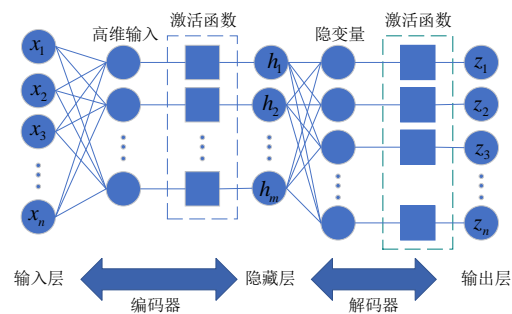 激活函数
激活函数
高维输入
隐变量
x₁
h₁
z₁
x₂
h₂
z₂
x₃
z₃
xₙ
hₘ
zₙ
输入层
隐藏层
输出层
编码器
解码器